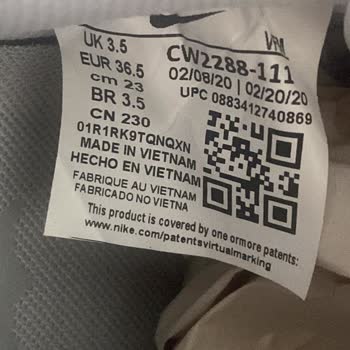 UK 3.5
EUR 36.5
cm 23
BR 3.5
CN 230
01R1RK9TQNQXN
MADE IN VIETNAM
HECHO EN VIETNAM
FABRIQUE AU VIETNAM
FABRICADO NO VIETNA
VRM
CW2288-111
02/08/20 | 02/20/20
UPC 0883412740869
This product is covered by one ormore patents:
www.nike.com/patentsvirtualmarking